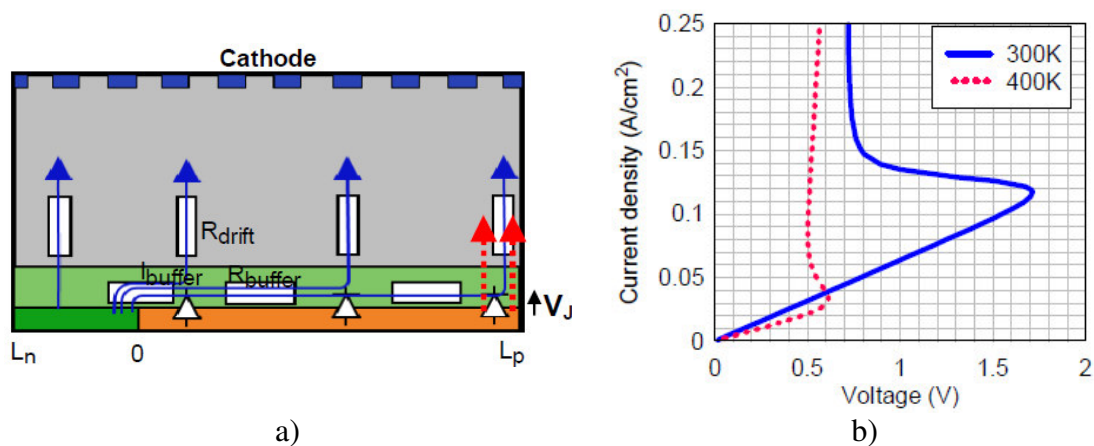 Cathode
R_drift
I_buffer R_buffer
V_J
L_n 0 L_p
a)
0.25
0.2
0.15
0.1
0.05
0
0 0.5 1 1.5 2
Current density (A/cm²)
Voltage (V)
300K
400K
b)